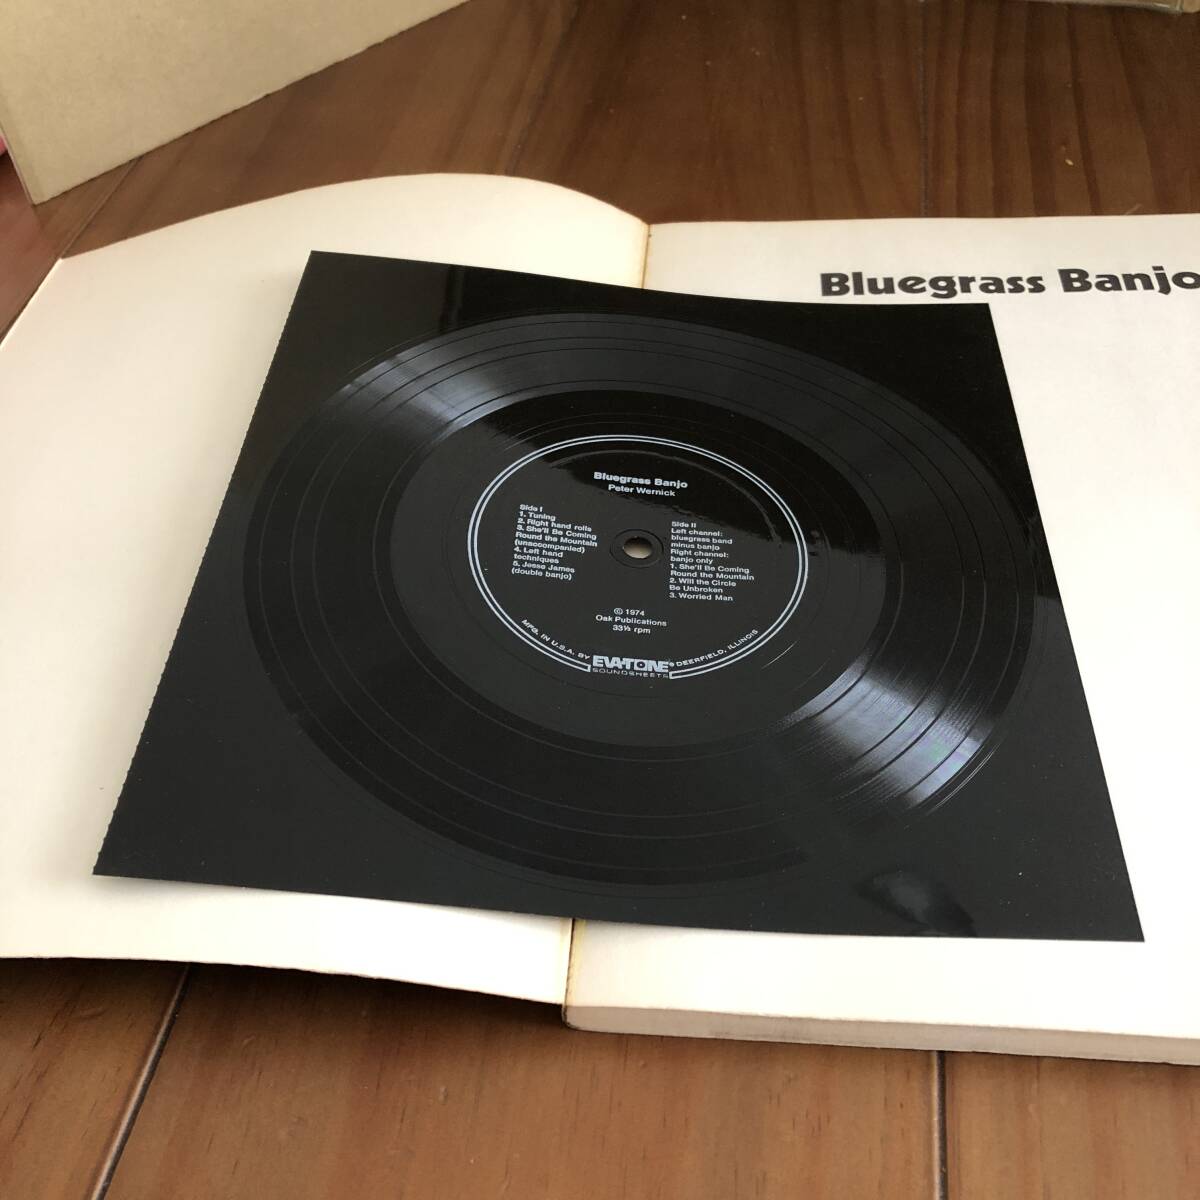 Bluegrass Banjo
Bluegrass Banjo
Peter Wernick
Side I
1. Tuning
2. Right hand rolls
3. She'll Be Coming
Round the Mountain
(unaccompanied)
4. Left hand
techniques
5. Jesse James
(double banjo)
Side II
Left channel:
bluegrass band
minus banjo
Right channel:
banjo only
1. She'll Be Coming
Round the Mountain
2. Will the Circle
Be Unbroken
3. Worried Man
© 1974
Oak Publications
33⅓ rpm
MFG. IN U.S.A. BY EVA-TONE ® DEERFIELD, ILLINOIS
SOUNDSHEETS